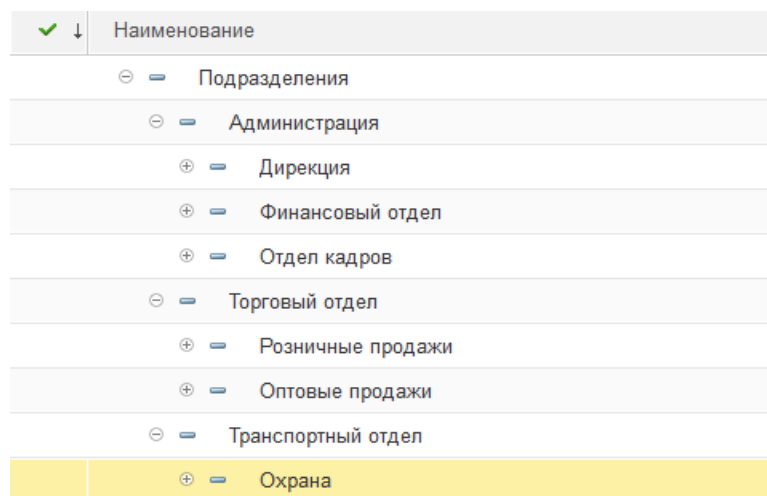 Наименование
Подразделения
Администрация
Дирекция
Финансовый отдел
Отдел кадров
Торговый отдел
Розничные продажи
Оптовые продажи
Транспортный отдел
Охрана